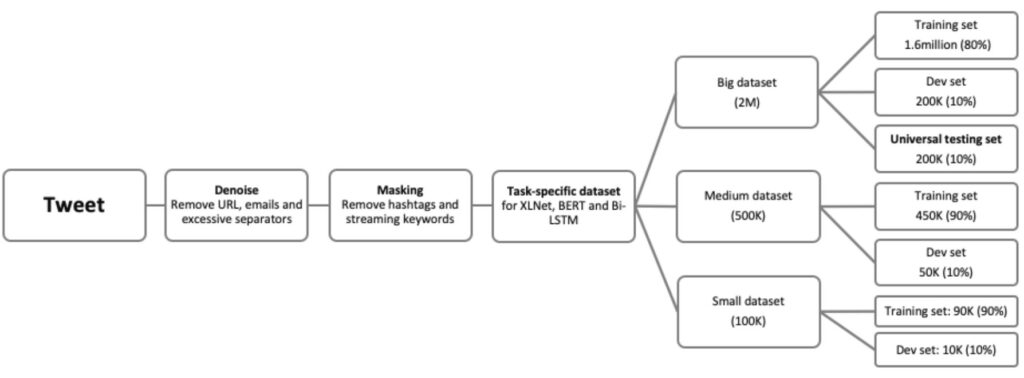 Tweet
Denoise
Remove URL, emails and
excessive separators
Masking
Remove hashtags and
streaming keywords
Task-specific dataset
for XLNet, BERT and Bi-
LSTM
Big dataset
(2M)
Training set
1.6million (80%)
Dev set
200K (10%)
Universal testing set
200K (10%)
Medium dataset
(500K)
Training set
450K (90%)
Dev set
50K (10%)
Small dataset
(100K)
Training set: 90K (90%)
Dev set: 10K (10%)